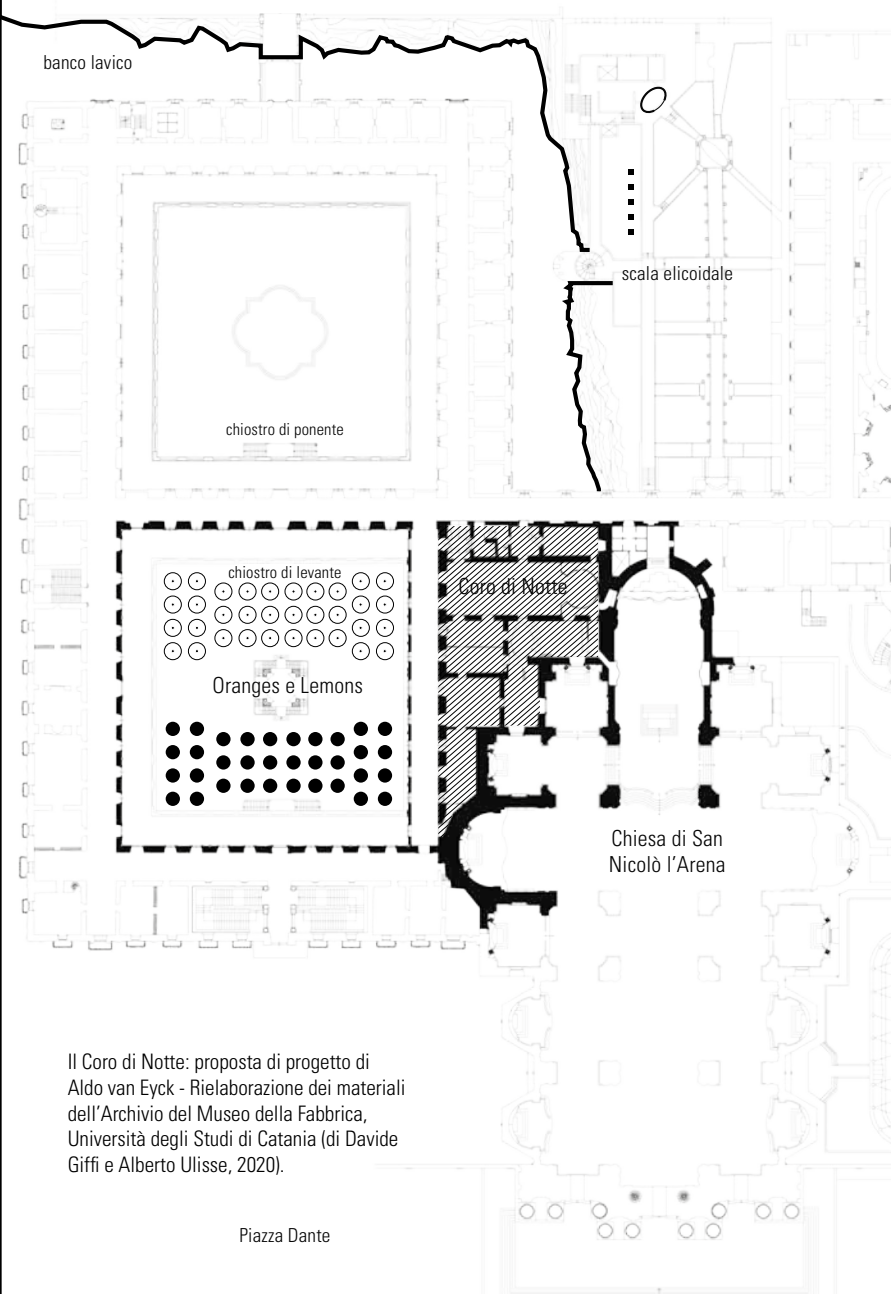 banco lavico
scala elicoidale
chiostro di ponente
chiostro di levante
Coro di Notte
Oranges e Lemons
Chiesa di San
Nicolò l’Arena
Il Coro di Notte: proposta di progetto di
Aldo van Eyck - Rielaborazione dei materiali
dell’Archivio del Museo della Fabbrica,
Università degli Studi di Catania (di Davide
Giffi e Alberto Ulisse, 2020).
Piazza Dante